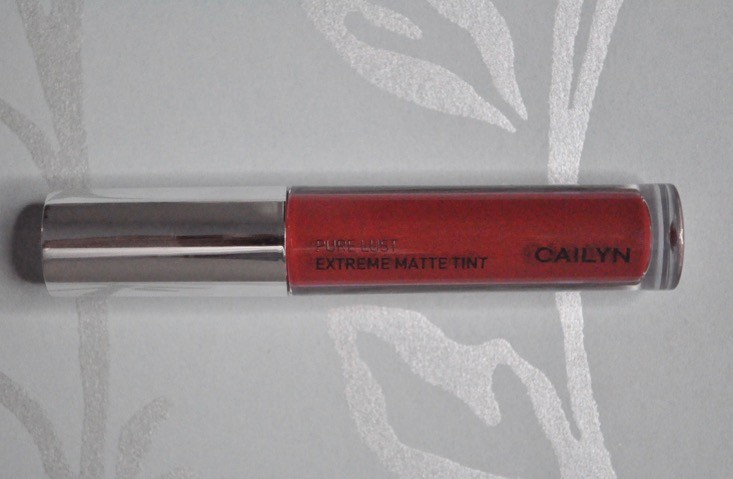 PURE LUST
EXTREME MATTE TINT
CAILYN